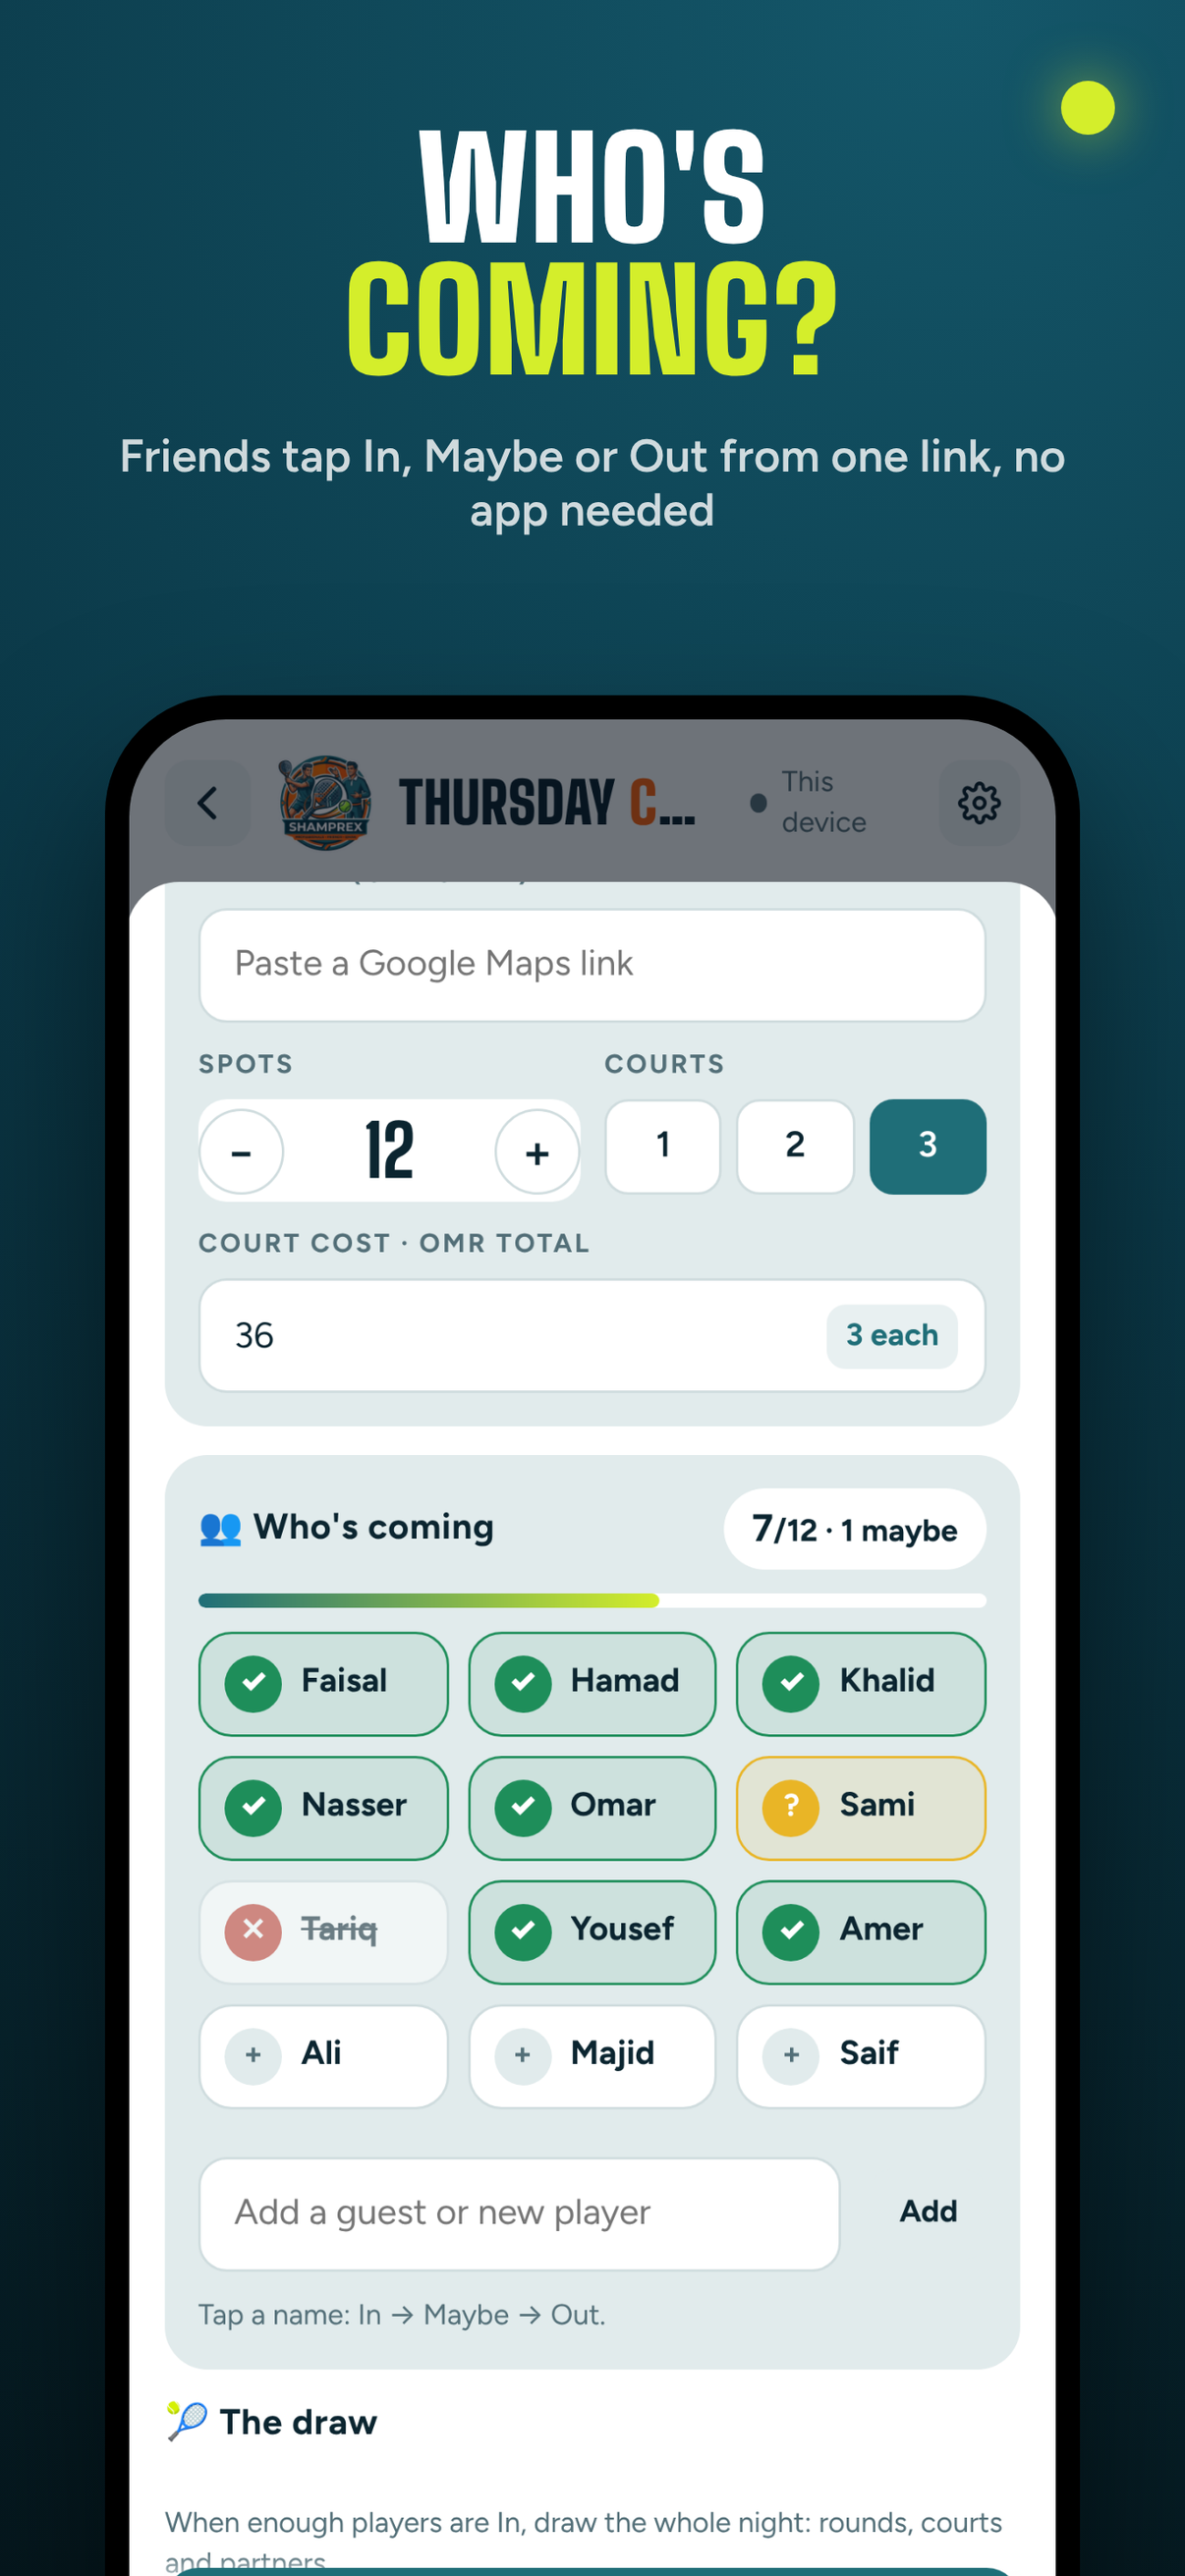 WHO'S
COMING?
Friends tap In, Maybe or Out from one link, no
app needed
SHAMPREX
THURSDAY C...
This
device
Paste a Google Maps link
SPOTS
COURTS
−
12
+
1
2
3
COURT COST · OMR TOTAL
36
3 each
👥 Who's coming
7/12 · 1 maybe
Faisal
Hamad
Khalid
Nasser
Omar
? Sami
Tariq
Yousef
Amer
+ Ali
+ Majid
+ Saif
Add a guest or new player
Add
Tap a name: In → Maybe → Out.
🎾 The draw
When enough players are In, draw the whole night: rounds, courts
and partners